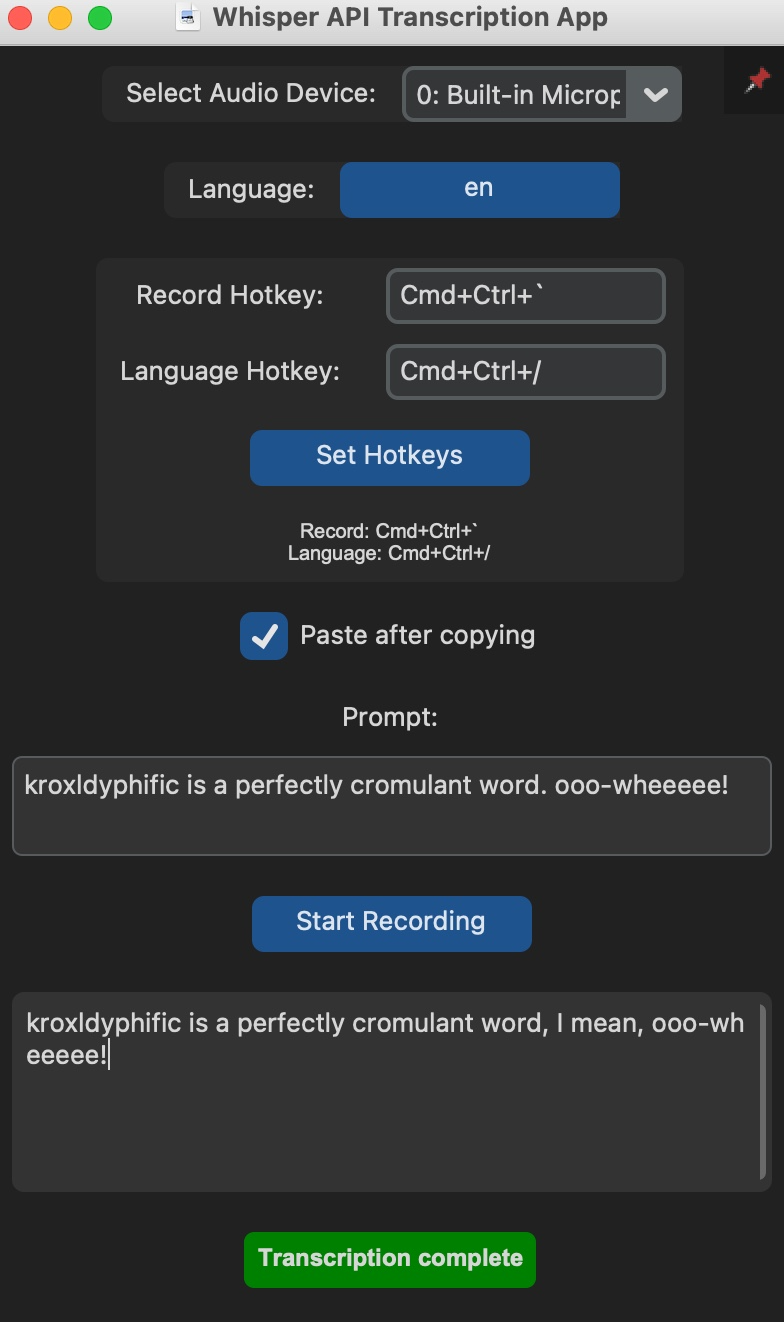 Whisper API Transcription App
Select Audio Device: 0: Built-in Microp
Language: en
Record Hotkey: Cmd+Ctrl+`
Language Hotkey: Cmd+Ctrl+/
Set Hotkeys
Record: Cmd+Ctrl+`
Language: Cmd+Ctrl+/
Paste after copying
Prompt:
kroxldyphific is a perfectly cromulant word. ooo-wheeeee!
Start Recording
kroxldyphific is a perfectly cromulant word, I mean, ooo-wh
eeeee!
Transcription complete